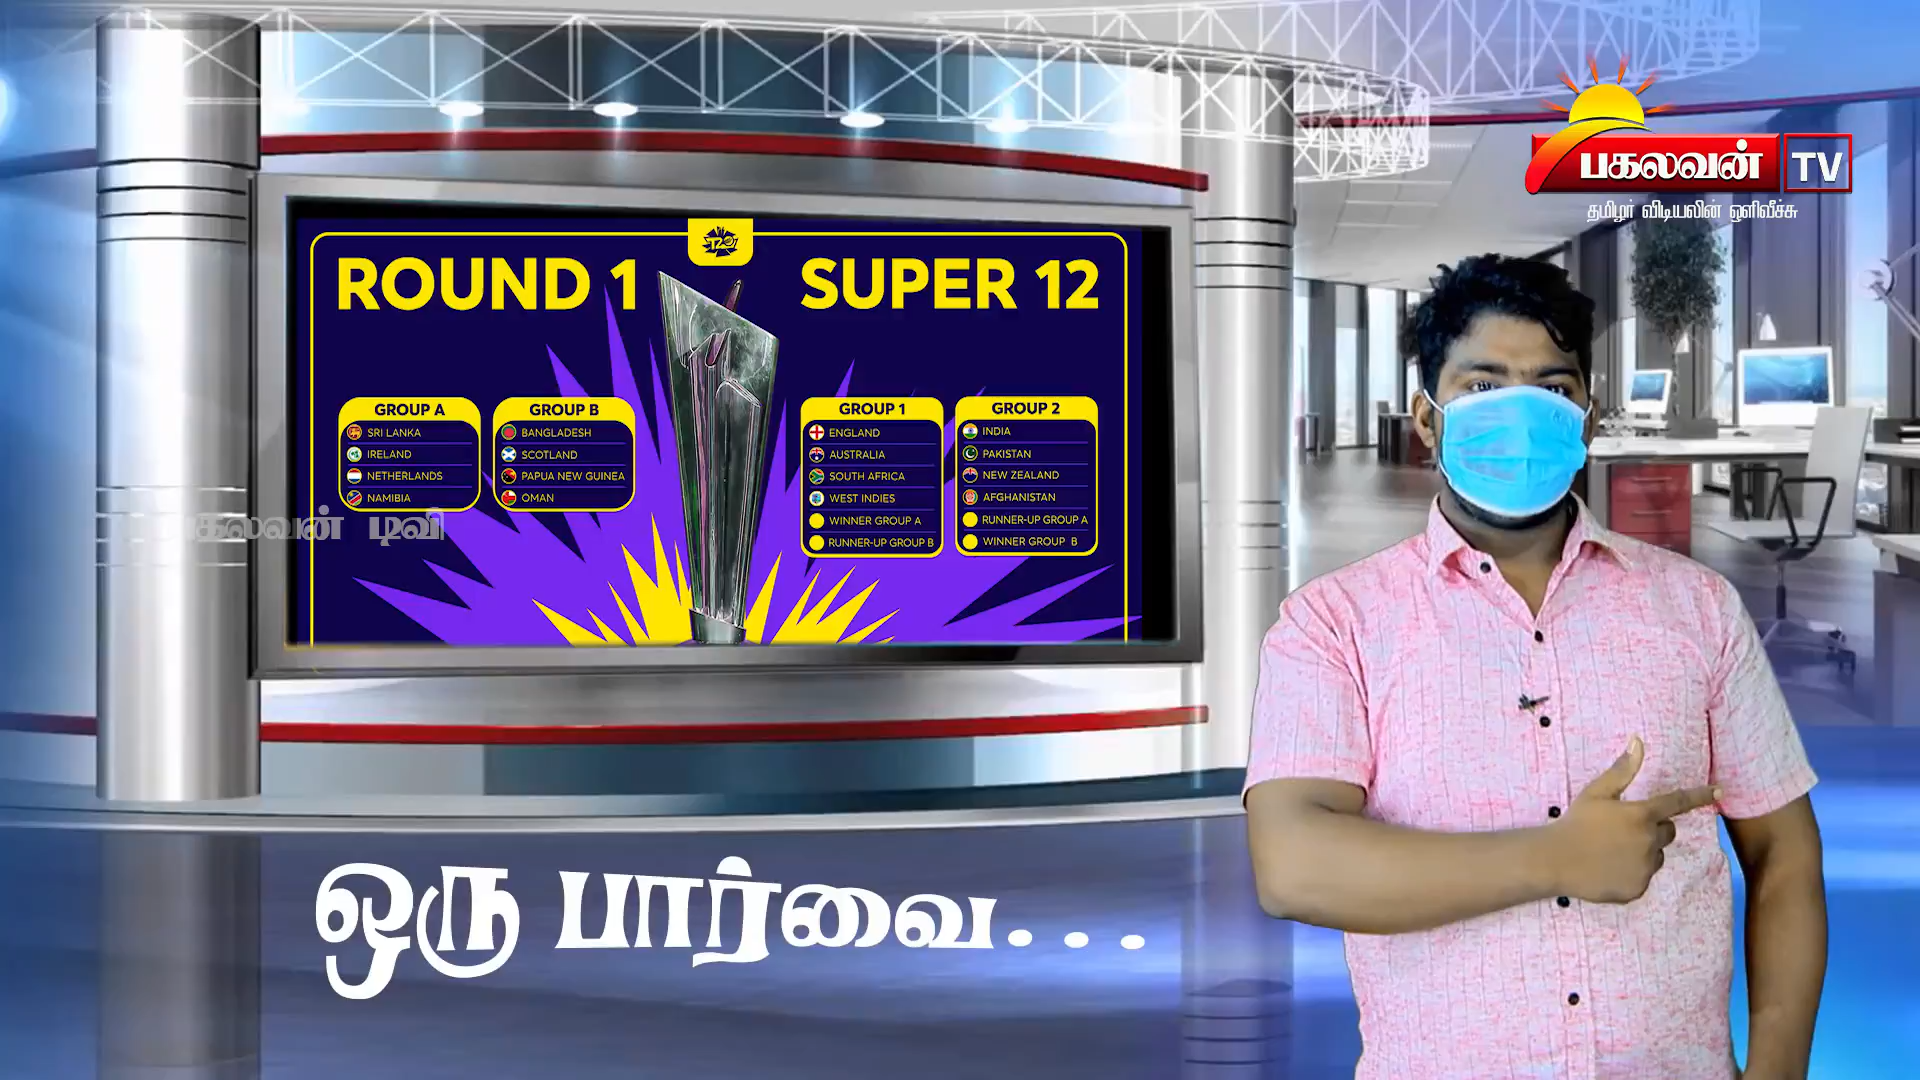 பகலவன் TV
தமிழர் விடியலின் ஒளிவீச்சு
T20
ROUND 1
SUPER 12
GROUP A
SRI LANKA
IRELAND
NETHERLANDS
NAMIBIA
GROUP B
BANGLADESH
SCOTLAND
PAPUA NEW GUINEA
OMAN
GROUP 1
ENGLAND
AUSTRALIA
SOUTH AFRICA
WEST INDIES
WINNER GROUP A
RUNNER-UP GROUP B
GROUP 2
INDIA
PAKISTAN
NEW ZEALAND
AFGHANISTAN
RUNNER-UP GROUP A
WINNER GROUP B
பகலவன் டிவி
ஒரு பார்வை...